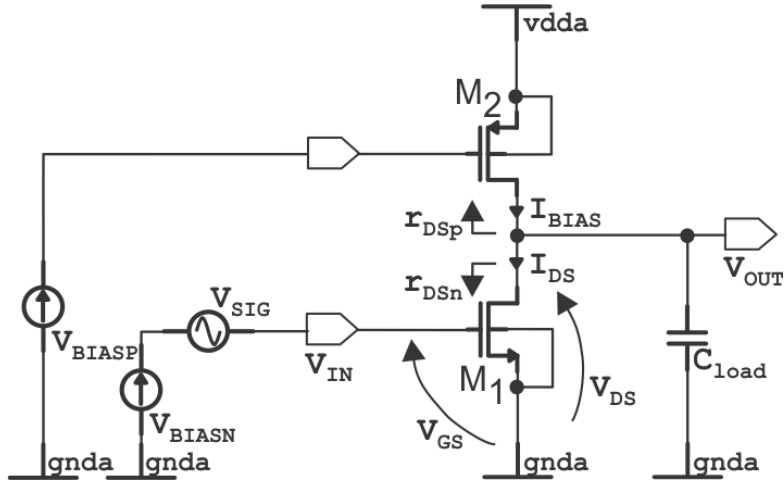 vdda
M2
rDSp
IBIAS
rDSn
IDS
VOUT
VSIG
VBIASP
VIN
M1
VDS
Cload
VBIASN
VGS
gnda
gnda
gnda
gnda